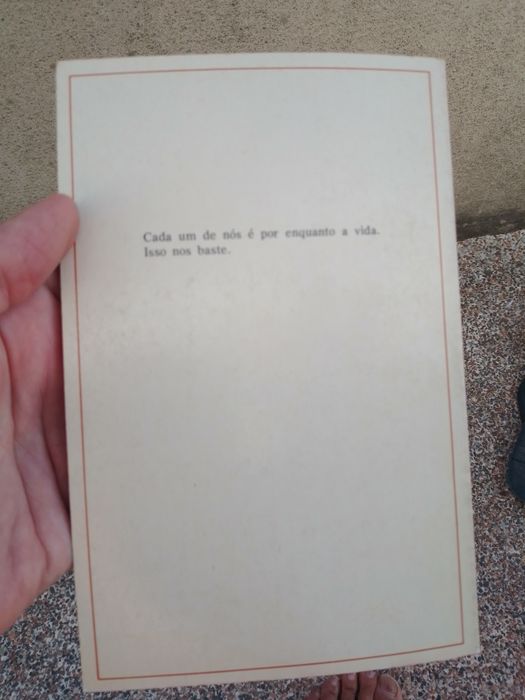 Cada um de nós é por enquanto a vida.
Isso nos baste.